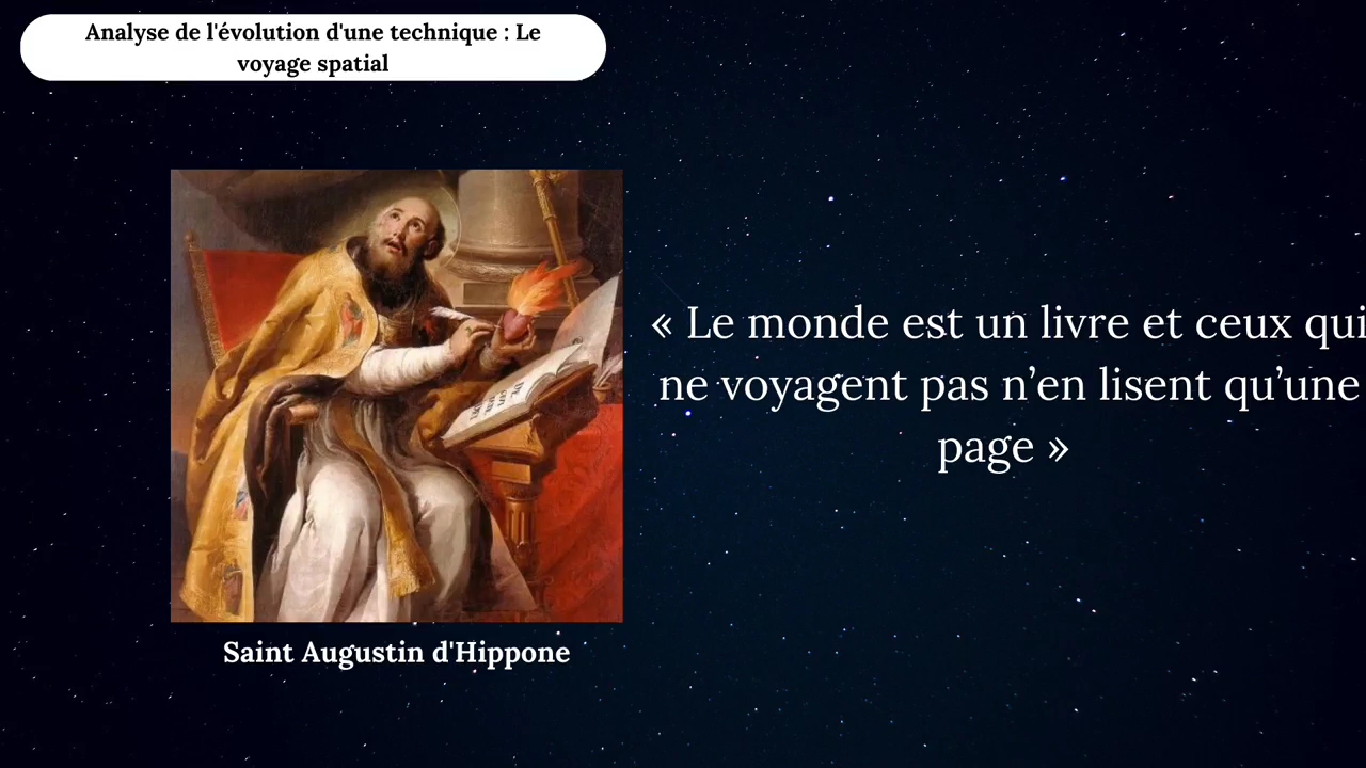 Analyse de l'évolution d'une technique : Le
voyage spatial
« Le monde est un livre et ceux qui
ne voyagent pas n’en lisent qu’une
page »
Saint Augustin d'Hippone